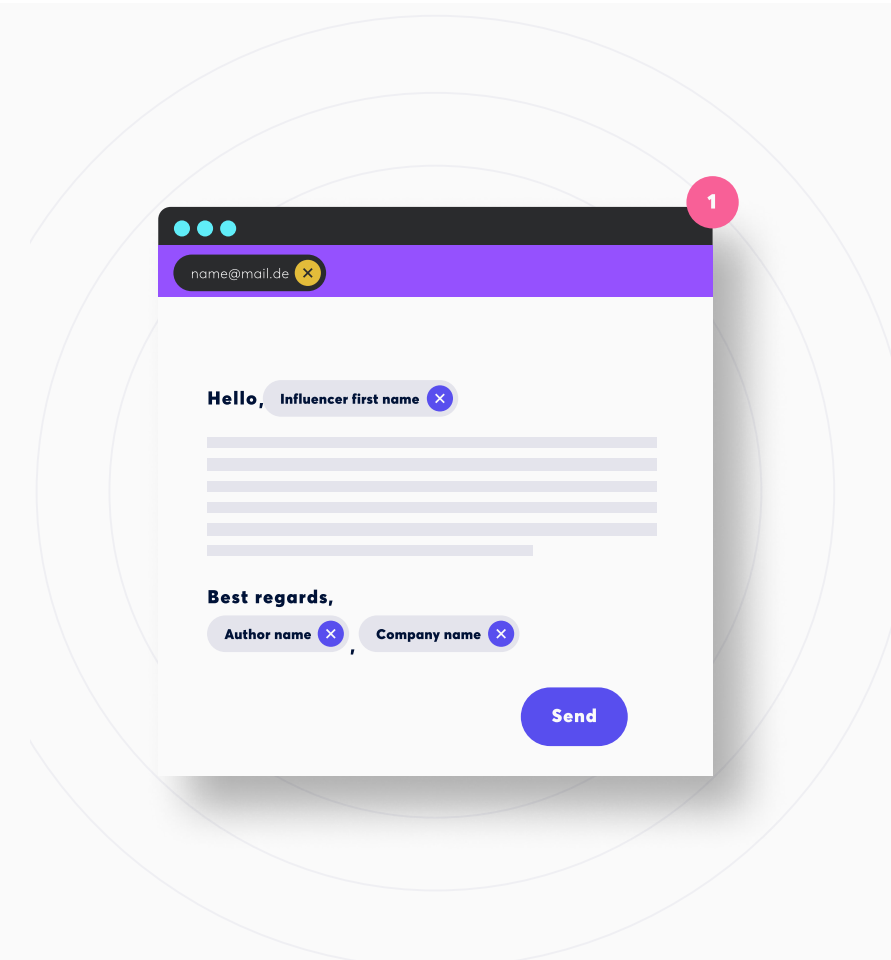 1
name@mail.de
Hello, Influencer first name
Best regards,
Author name , Company name
Send